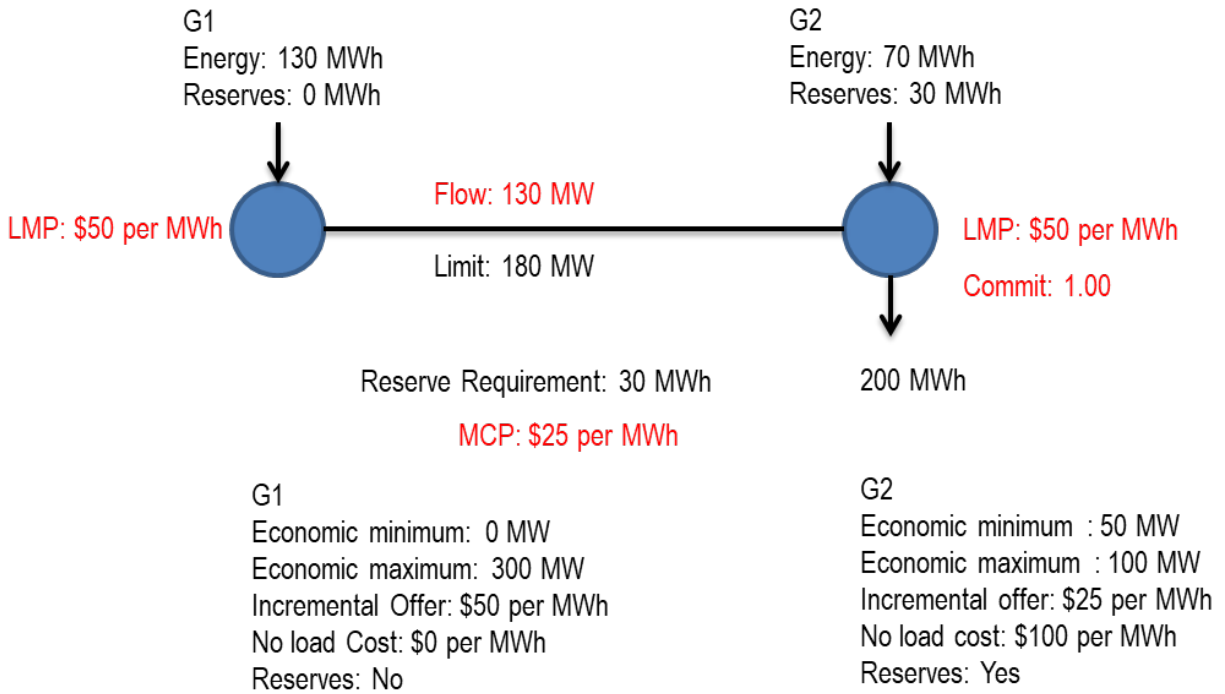 G1
Energy: 130 MWh
Reserves: 0 MWh
G2
Energy: 70 MWh
Reserves: 30 MWh
LMP: $50 per MWh
Flow: 130 MW
Limit: 180 MW
LMP: $50 per MWh
Commit: 1.00
Reserve Requirement: 30 MWh
MCP: $25 per MWh
200 MWh
G1
Economic minimum: 0 MW
Economic maximum: 300 MW
Incremental Offer: $50 per MWh
No load Cost: $0 per MWh
Reserves: No
G2
Economic minimum : 50 MW
Economic maximum : 100 MW
Incremental offer: $25 per MWh
No load cost: $100 per MWh
Reserves: Yes